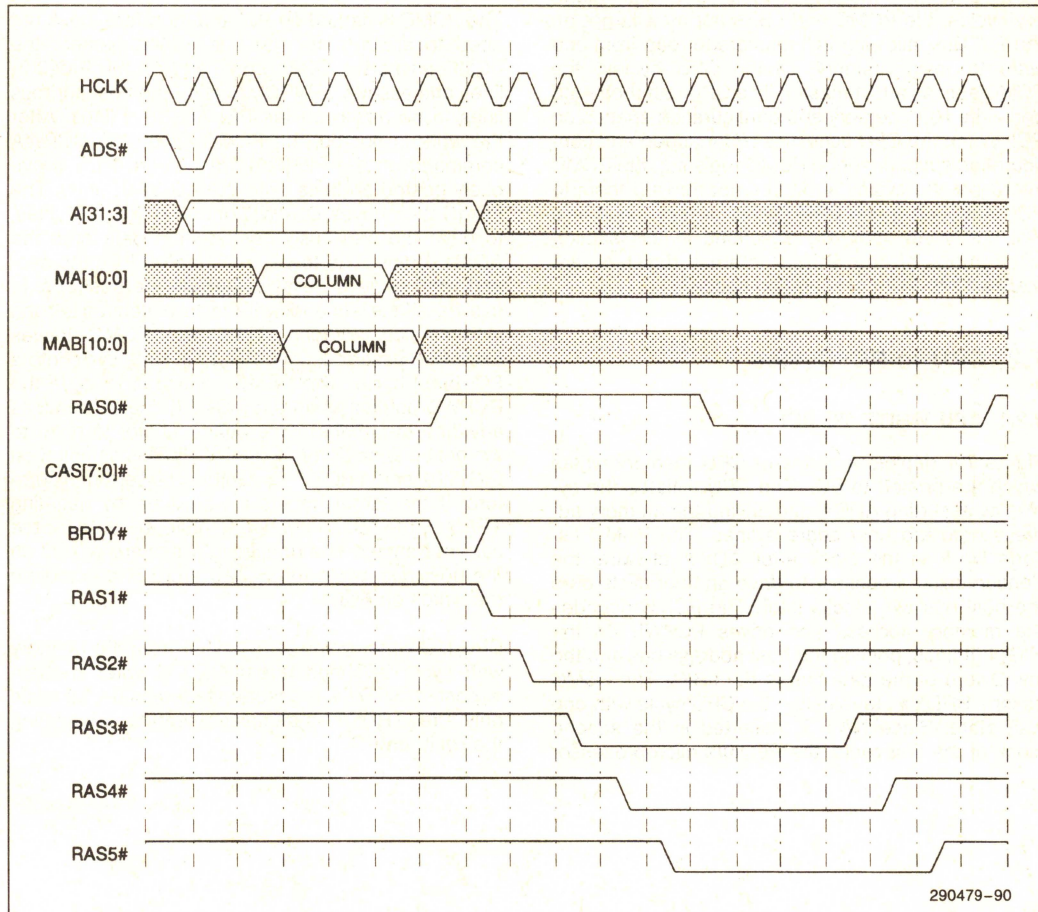 HCLK
ADS#
A[31:3]
MA[10:0]
COLUMN
MAB[10:0]
COLUMN
RAS0#
CAS[7:0]#
BRDY#
RAS1#
RAS2#
RAS3#
RAS4#
RAS5#
290479-90